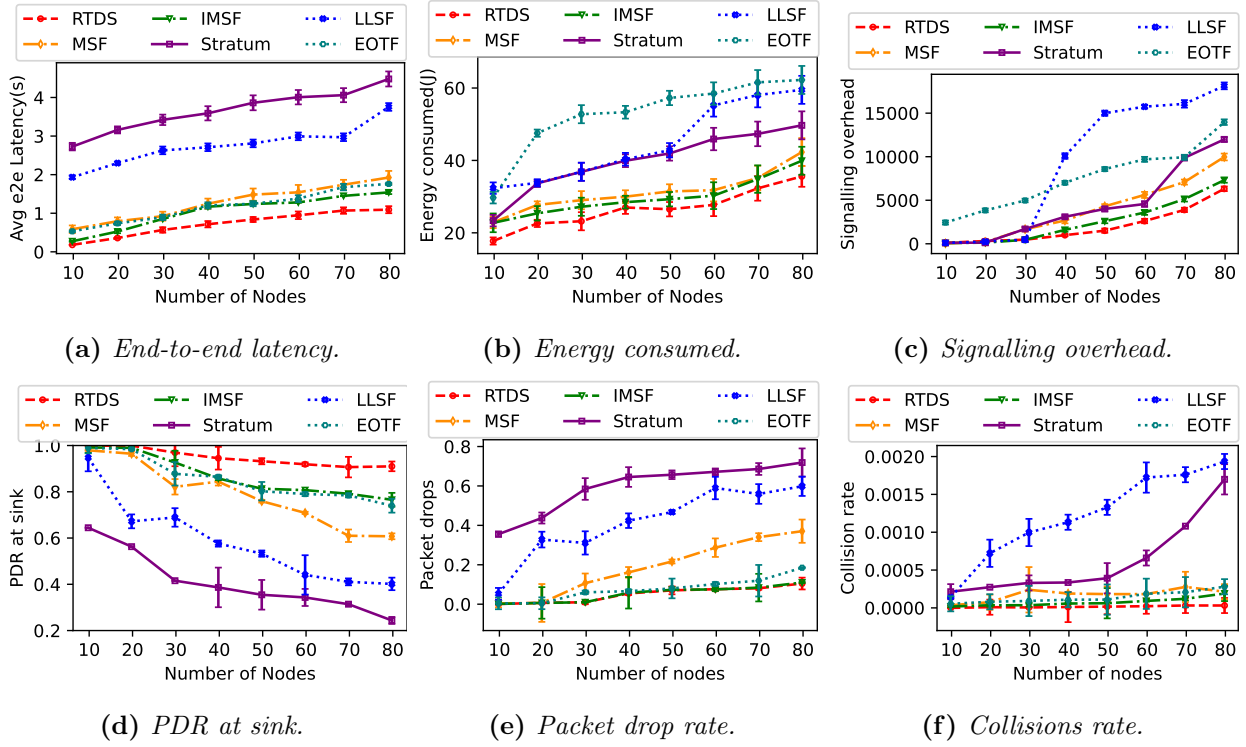 RTDS IMSF LLSF
MSF Stratum EOTF
Avg e2e Latency(s)
4
3
2
1
0
10 20 30 40 50 60 70 80
Number of Nodes
(a) End-to-end latency.
RTDS IMSF LLSF
MSF Stratum EOTF
Energy consumed(J)
60
40
20
10 20 30 40 50 60 70 80
Number of Nodes
(b) Energy consumed.
RTDS IMSF LLSF
MSF Stratum EOTF
Signalling overhead
15000
10000
5000
0
10 20 30 40 50 60 70 80
Number of Nodes
(c) Signalling overhead.
RTDS IMSF LLSF
MSF Stratum EOTF
PDR at sink
1.0
0.8
0.6
0.4
0.2
10 20 30 40 50 60 70 80
Number of Nodes
(d) PDR at sink.
RTDS IMSF LLSF
MSF Stratum EOTF
Packet drops
0.8
0.6
0.4
0.2
0.0
10 20 30 40 50 60 70 80
Number of nodes
(e) Packet drop rate.
RTDS IMSF LLSF
MSF Stratum EOTF
Collision rate
0.0020
0.0015
0.0010
0.0005
0.0000
10 20 30 40 50 60 70 80
Number of nodes
(f) Collisions rate.